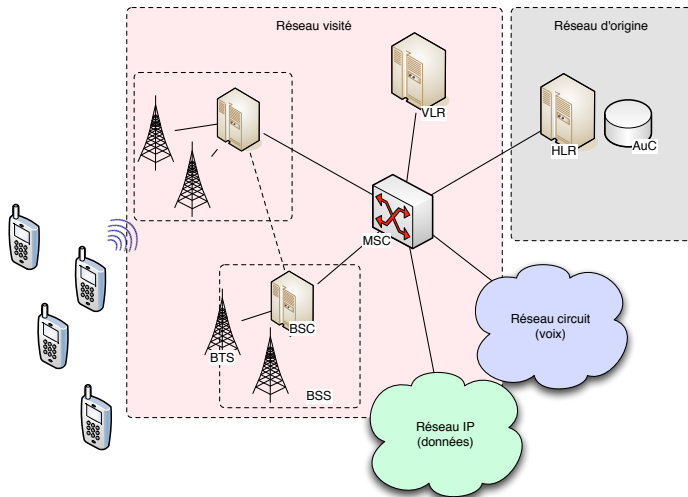 Réseau visité
Réseau d'origine
VLR
HLR
AuC
MSC
BSC
BTS
BSS
Réseau circuit
(voix)
Réseau IP
(données)